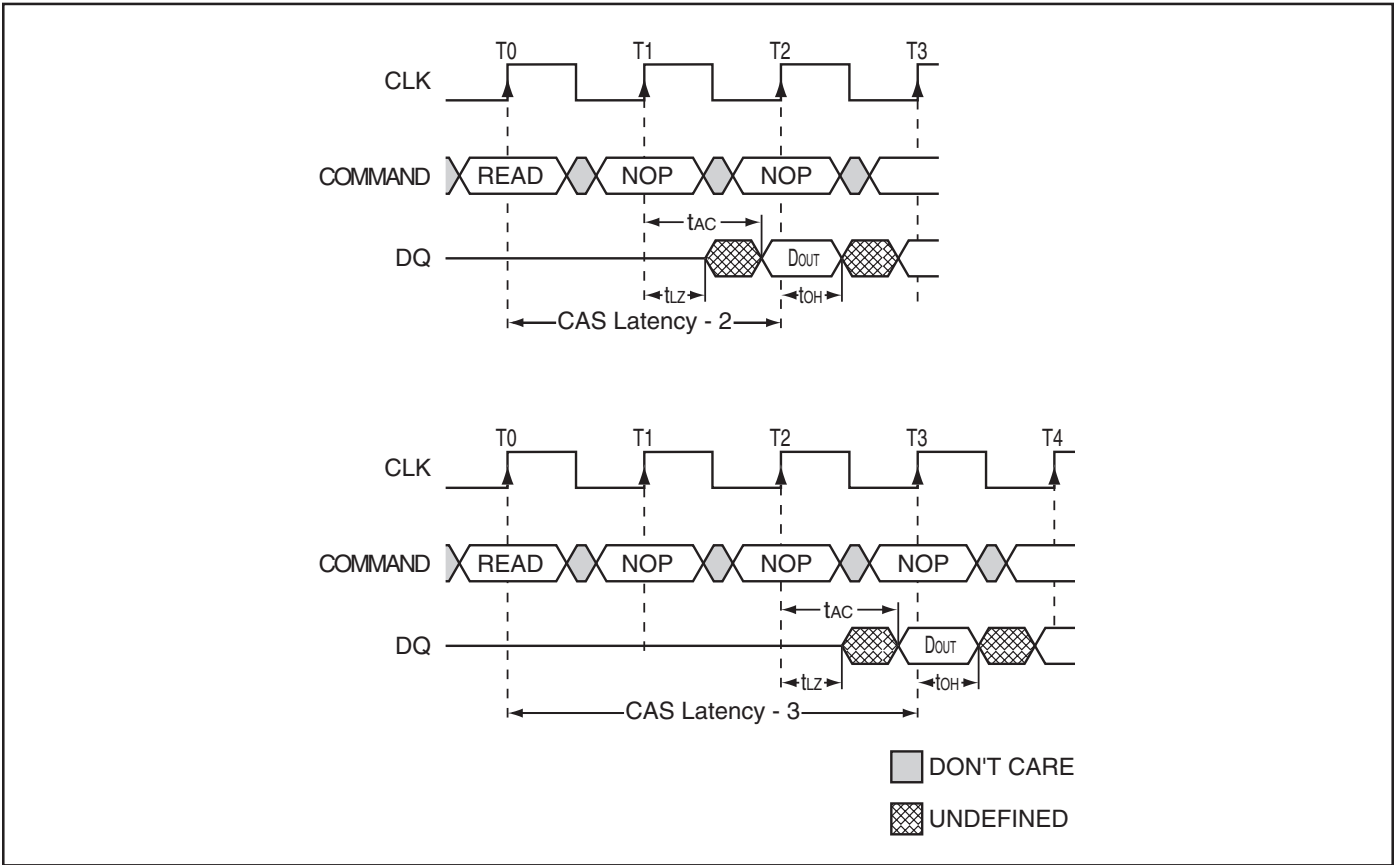 T0 T1 T2 T3
CLK
COMMAND READ NOP NOP
tAC
DQ DOUT
tLZ tOH
CAS Latency - 2
T0 T1 T2 T3 T4
CLK
COMMAND READ NOP NOP NOP
tAC
DQ DOUT
tLZ tOH
CAS Latency - 3
DON'T CARE
UNDEFINED